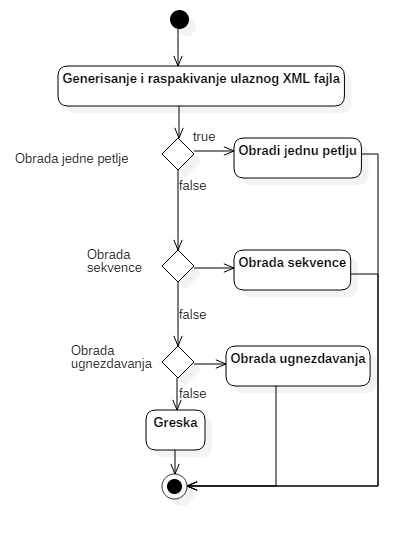 Generisanje i raspakivanje ulaznog XML fajla
true
Obrada jedne petlje
Obradi jednu petlju
false
Obrada
sekvence
Obrada sekvence
false
Obrada
ugnezdavanja
Obrada ugnezdavanja
false
Greska